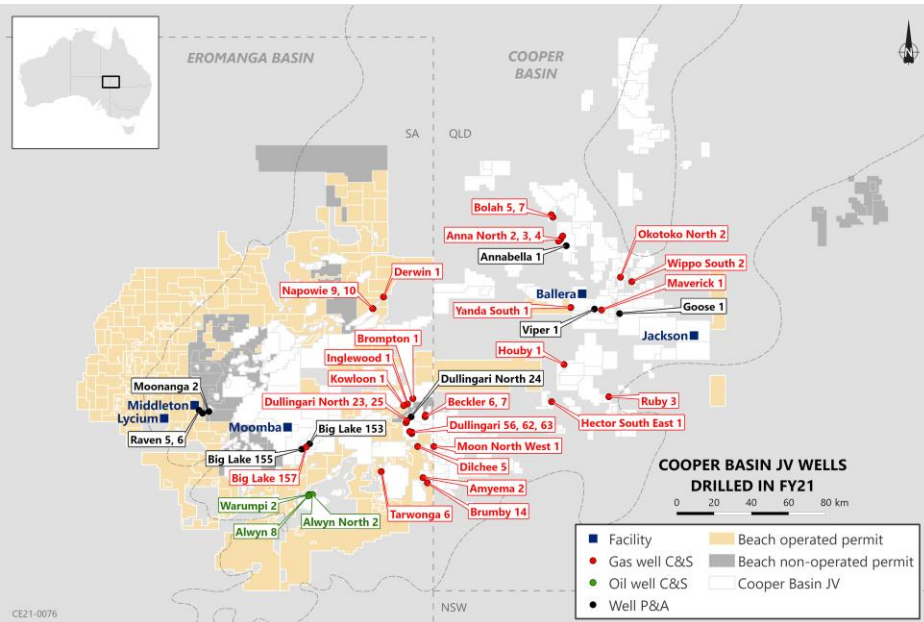 EROMANGA BASIN
COOPER
BASIN
SA
QLD
Bolah 5, 7
Anna North 2, 3, 4
Annabella 1
Okotoko North 2
Wippo South 2
Derwin 1
Maverick 1
Napowie 9, 10
Ballera
Yanda South 1
Goose 1
Viper 1
Jackson
Brompton 1
Inglewood 1
Houby 1
Kowloon 1
Dullingari North 24
Moonanga 2
Dullingari North 23, 25
Beckler 6, 7
Ruby 3
Middleton
Lycium
Moomba
Dullingari 56, 62, 63
Hector South East 1
Raven 5, 6
Big Lake 153
Big Lake 155
Moon North West 1
Big Lake 157
Dilchee 5
Amyema 2
Warumpi 2
Alwyn North 2
Tarwonga 6
Brumby 14
Alwyn 8
COOPER BASIN JV WELLS
DRILLED IN FY21
0 20 40 60 80 km
Facility
Gas well C&S
Oil well C&S
Well P&A
Beach operated permit
Beach non-operated permit
Cooper Basin JV
NSW
CE21-0076